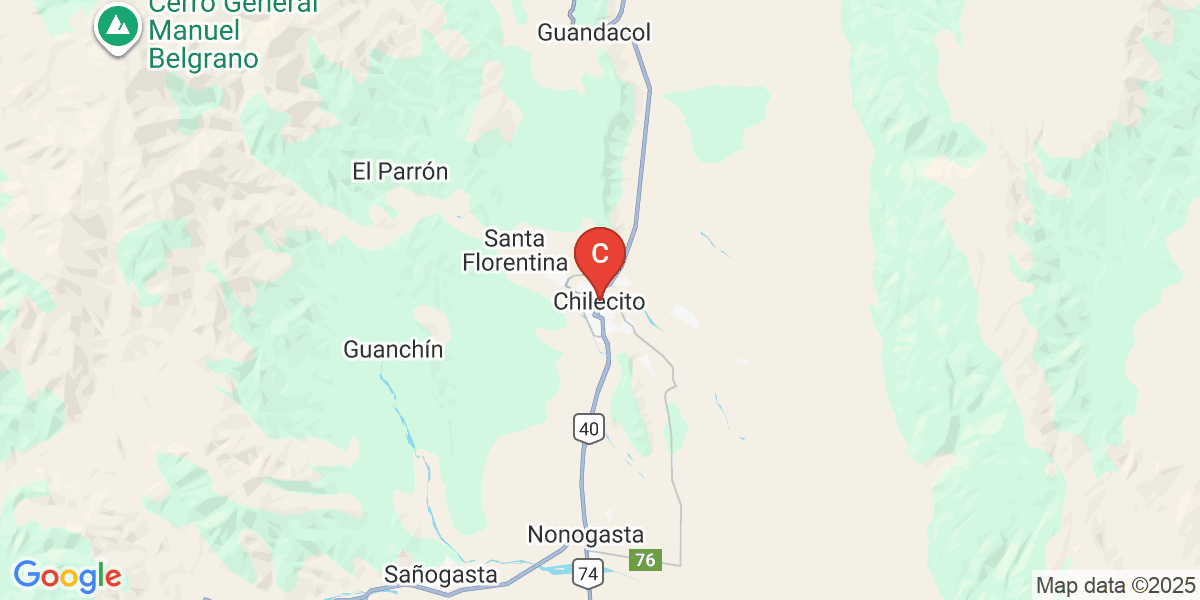 Cerro General
Manuel
Belgrano
Guandacol
El Parrón
Santa
Florentina
C
Chilecito
Guanchín
40
Nonogasta
76
Sañogasta
74
Google
Map data ©2025